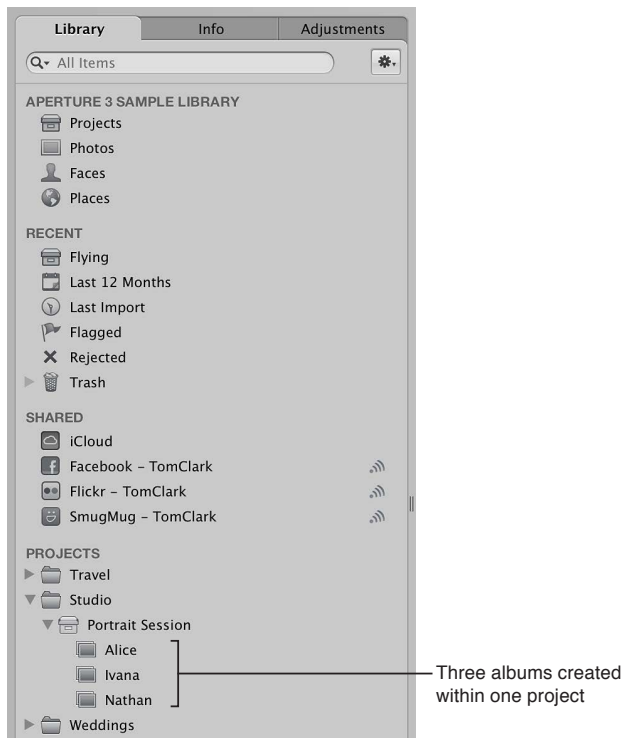 Library Info Adjustments
All Items
APERTURE 3 SAMPLE LIBRARY
Projects
Photos
Faces
Places
RECENT
Flying
Last 12 Months
Last Import
Flagged
Rejected
Trash
SHARED
iCloud
Facebook – TomClark
Flickr – TomClark
SmugMug – TomClark
PROJECTS
Travel
Studio
Portrait Session
Alice
Ivana
Nathan
Weddings
Three albums created
within one project